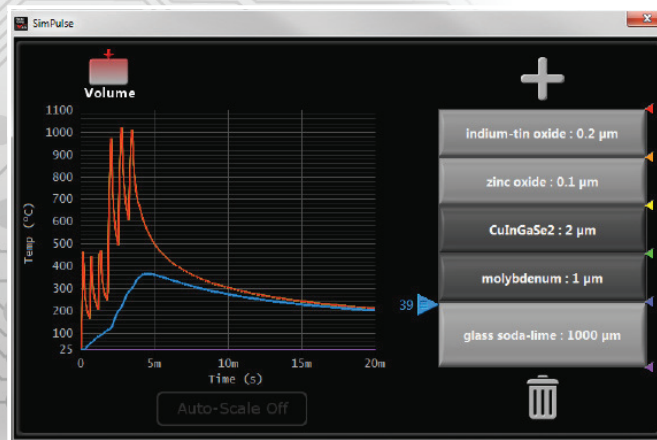 SimPulse
Volume
1100
1000
900
800
700
600
500
400
300
200
100
25
Temp (°C)
0
5m
10m
15m
20m
Time (s)
Auto-Scale Off
indium-tin oxide : 0.2 µm
zinc oxide : 0.1 µm
CuInGaSe2 : 2 µm
molybdenum : 1 µm
39
glass soda-lime : 1000 µm